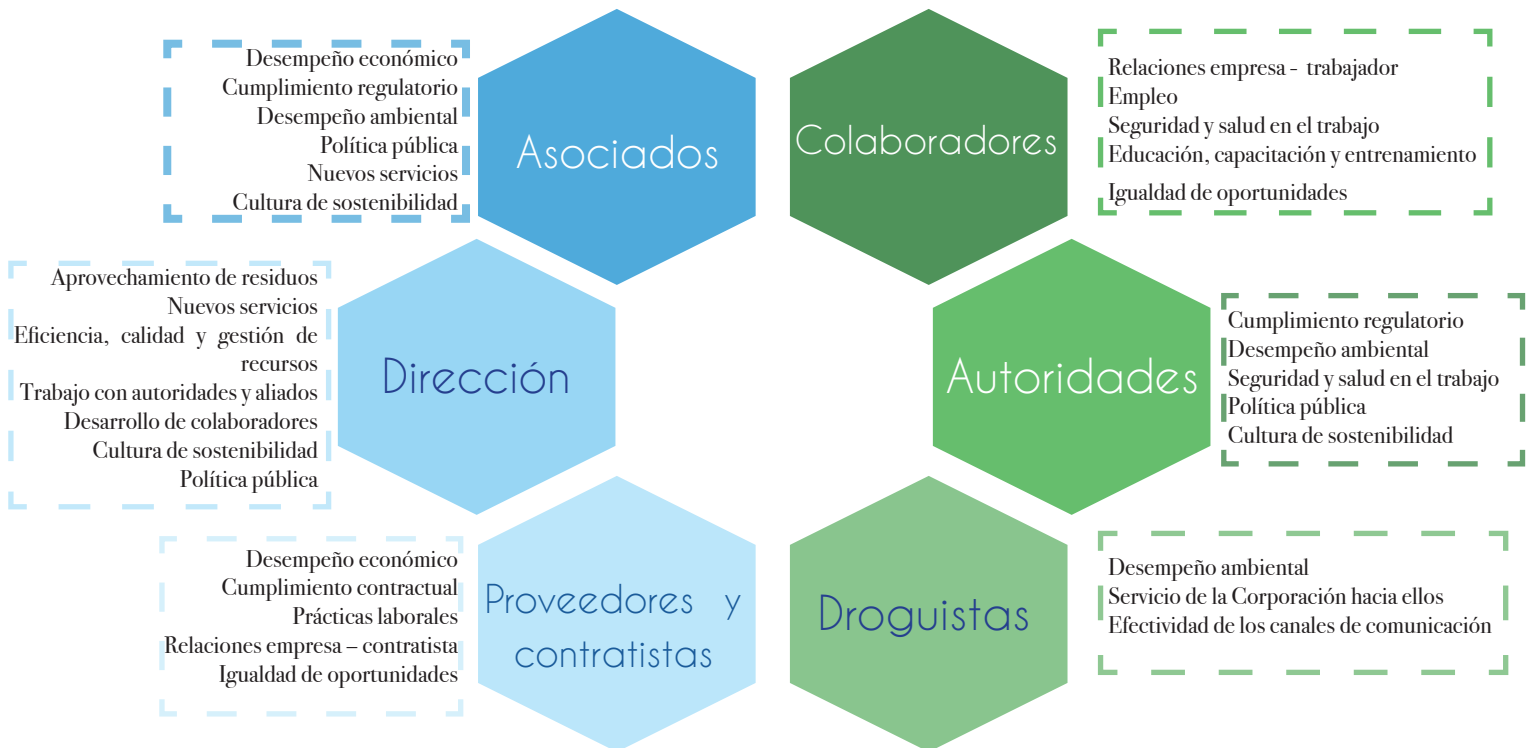 Desempeño económico
Cumplimiento regulatorio
Desempeño ambiental
Política pública
Nuevos servicios
Cultura de sostenibilidad
Asociados
Colaboradores
Relaciones empresa - trabajador
Empleo
Seguridad y salud en el trabajo
Educación, capacitación y entrenamiento
Igualdad de oportunidades
Aprovechamiento de residuos
Nuevos servicios
Eficiencia, calidad y gestión de
recursos
Trabajo con autoridades y aliados
Desarrollo de colaboradores
Cultura de sostenibilidad
Política pública
Dirección
Autoridades
Cumplimiento regulatorio
Desempeño ambiental
Seguridad y salud en el trabajo
Política pública
Cultura de sostenibilidad
Desempeño económico
Cumplimiento contractual
Prácticas laborales
Relaciones empresa – contratista
Igualdad de oportunidades
Proveedores y
contratistas
Droguistas
Desempeño ambiental
Servicio de la Corporación hacia ellos
Efectividad de los canales de comunicación